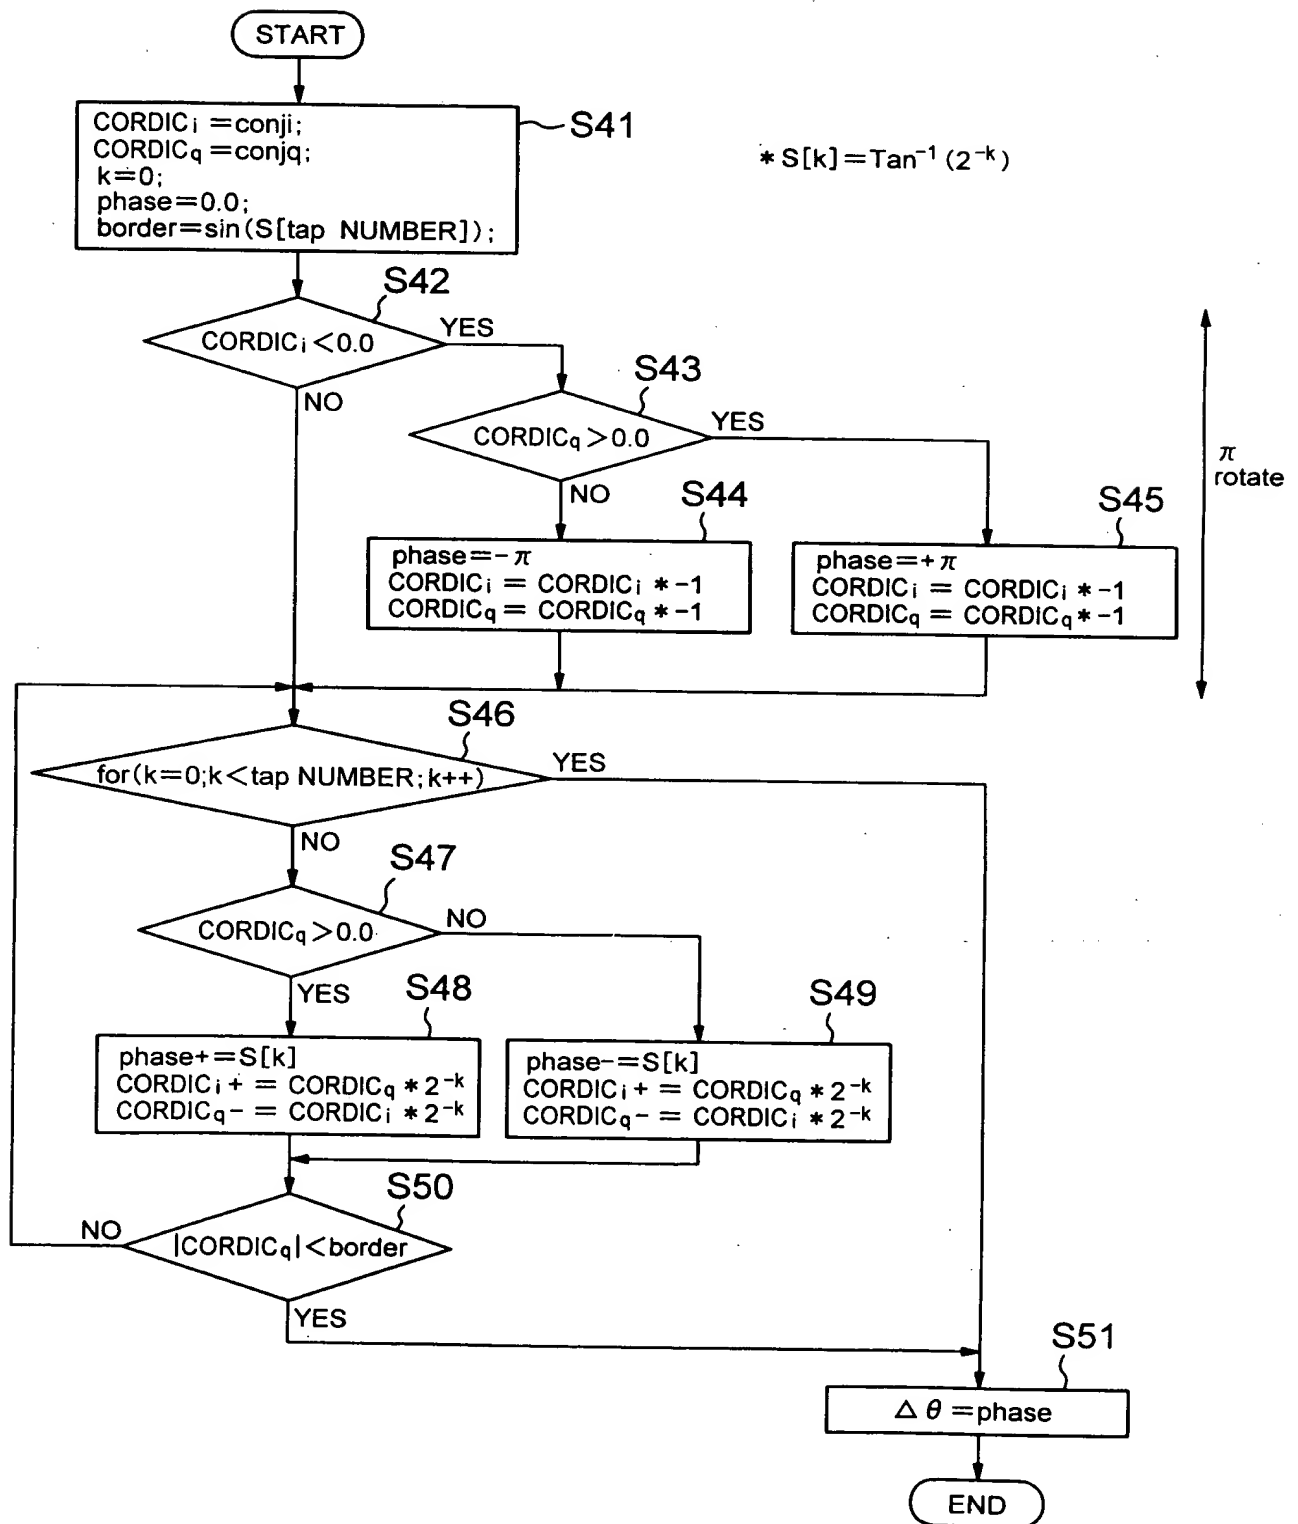 START
CORDICi=conji;
CORDICq=conjq;
k=0;
phase=0.0;
border=sin(S[tap NUMBER]);
S41
*S[k]=Tan⁻¹(2⁻ᵏ)
S42
CORDICi<0.0
YES
NO
S43
CORDICq>0.0
YES
NO
π
rotate
S44
phase=-π
CORDICi = CORDICi *-1
CORDICq = CORDICq *-1
S45
phase=+π
CORDICi = CORDICi *-1
CORDICq = CORDICq *-1
S46
for(k=0;k<tap NUMBER;k++)
YES
NO
S47
CORDICq>0.0
NO
YES
S48
phase+=S[k]
CORDICi+ = CORDICq *2⁻ᵏ
CORDICq- = CORDICi *2⁻ᵏ
S49
phase-=S[k]
CORDICi+ = CORDICq *2⁻ᵏ
CORDICq- = CORDICi *2⁻ᵏ
S50
|CORDICq|<border
NO
YES
S51
△θ=phase
END